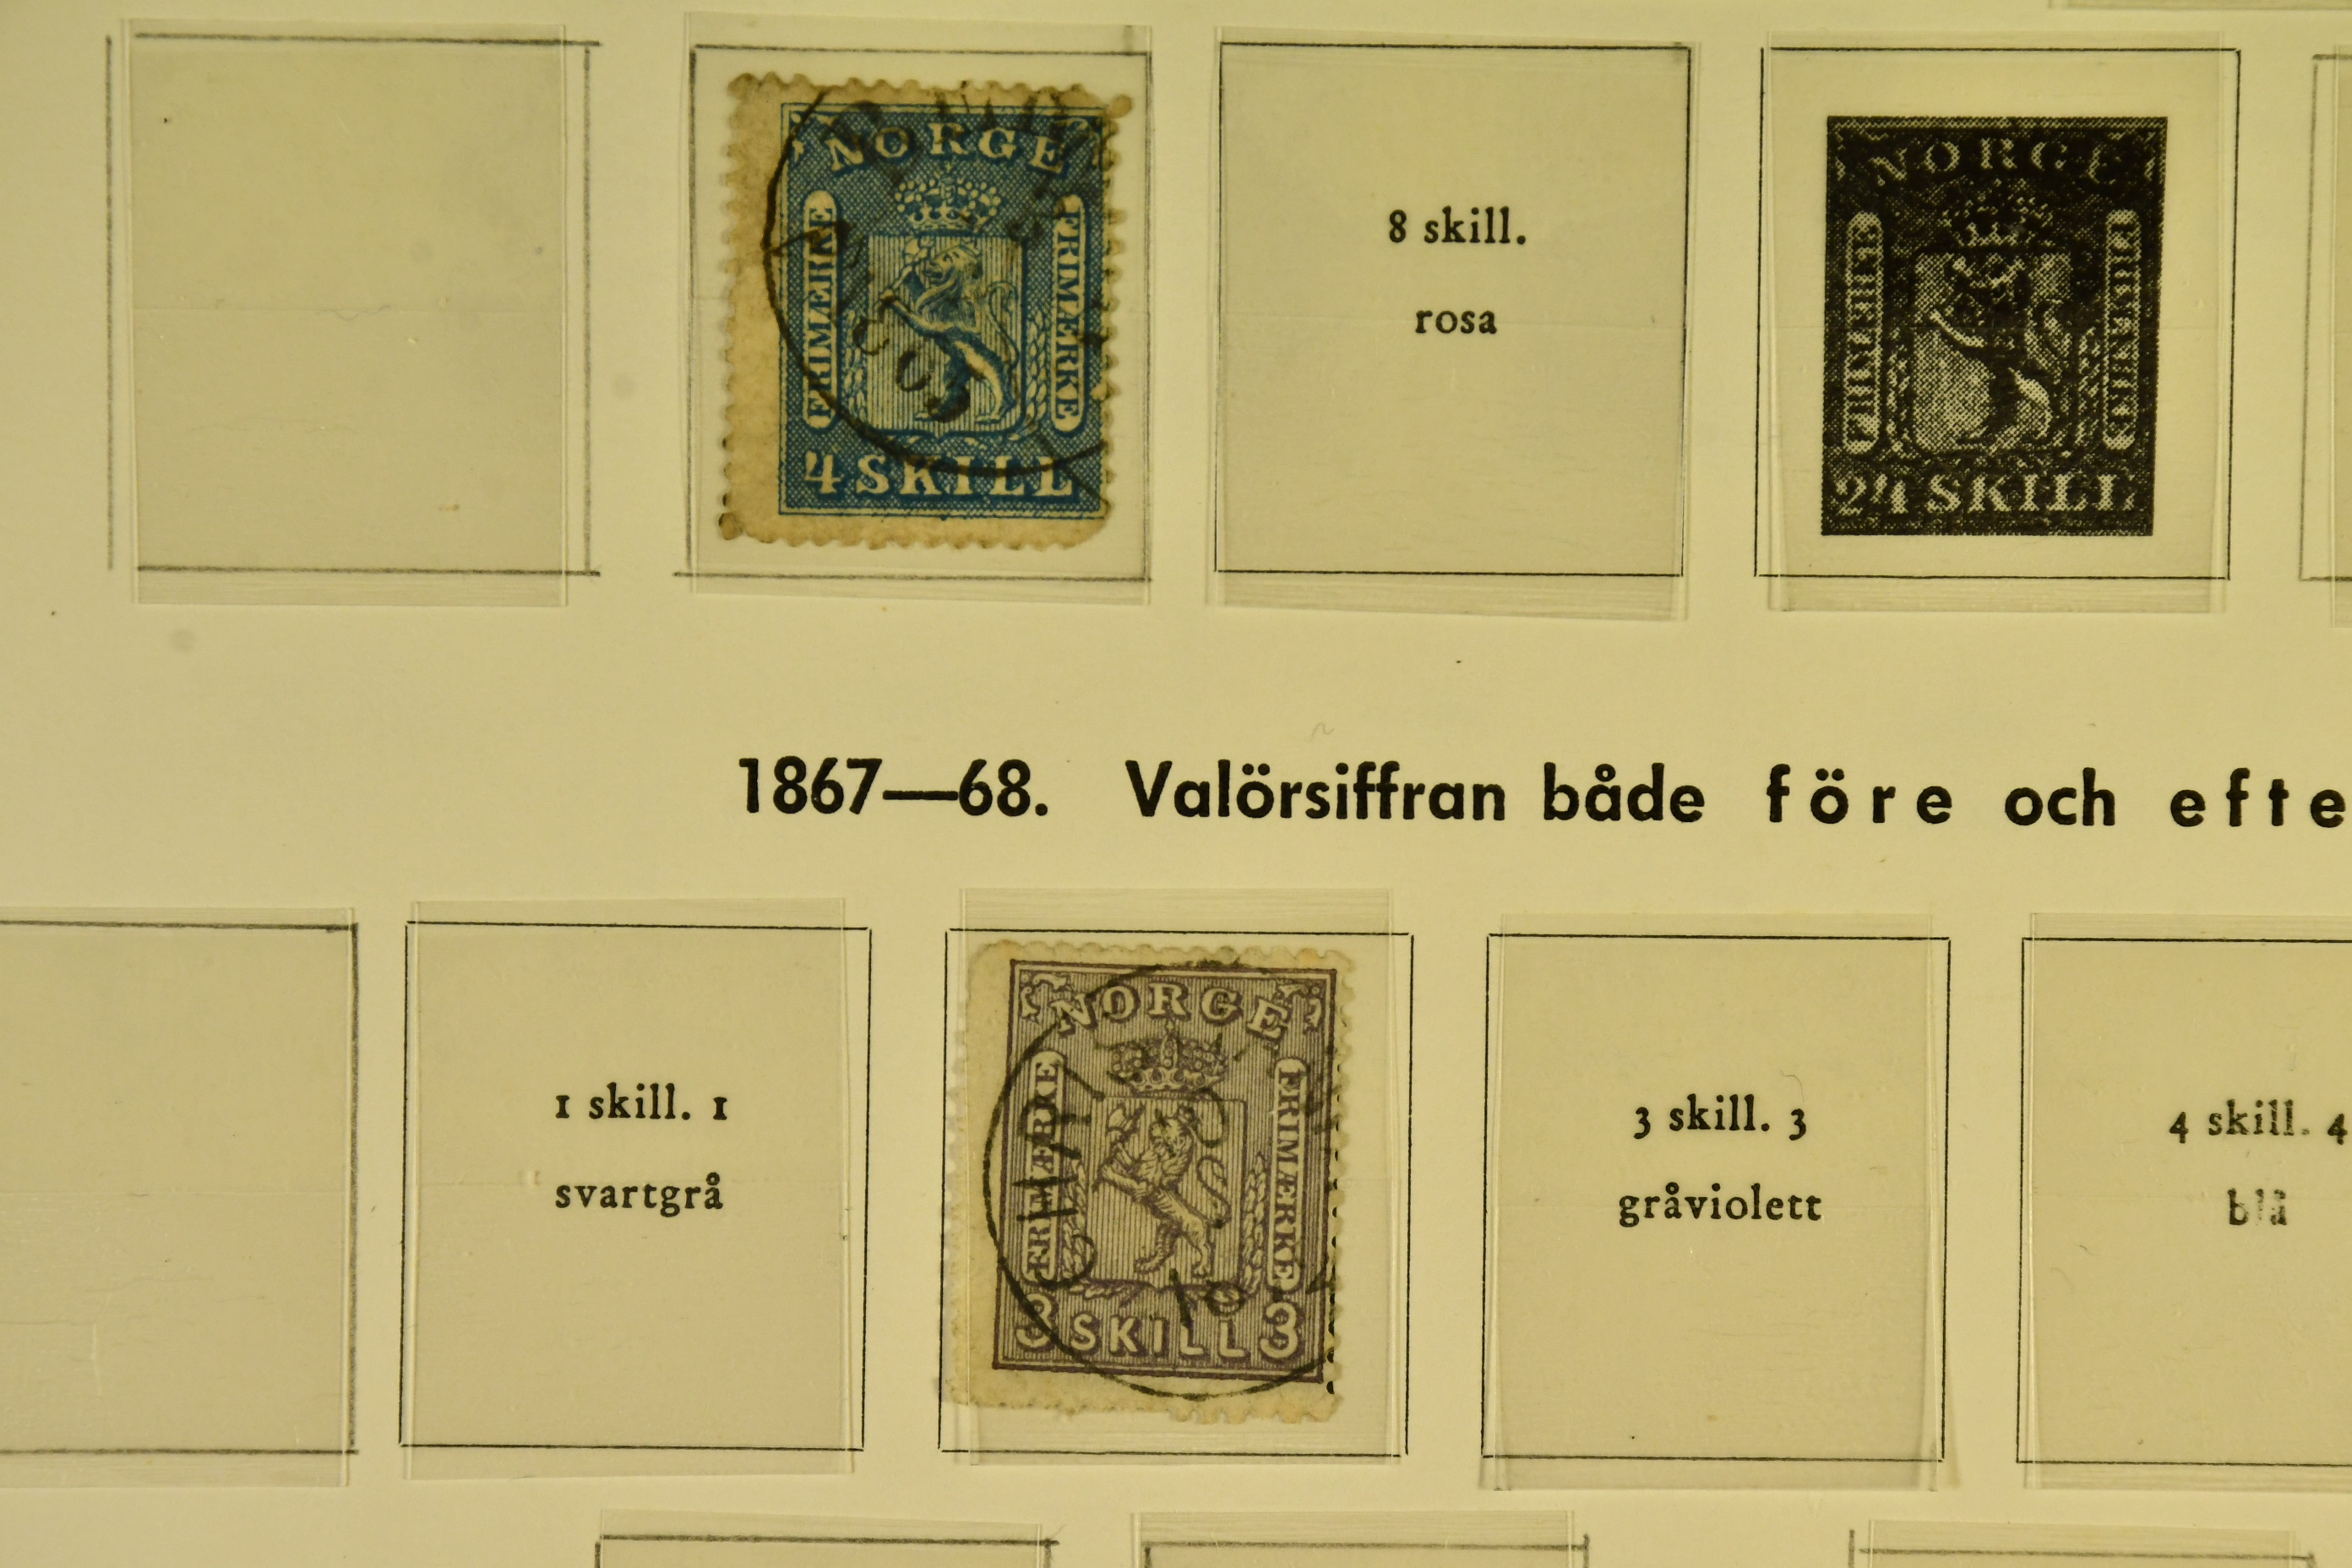 NORGE
FRIMÆRKE
FRIMÆRKE
4 SKILL
8 skill.
rosa
NORGE
FRIMÆRKE
FRIMÆRKE
24 SKILL
1867—68. Valörsiffran både före och efte
1 skill. 1
svartgrå
NORGE
FRIMÆRKE
FRIMÆRKE
3 SKILL 3
3 skill. 3
gråviolett
4 skill. 4
blå